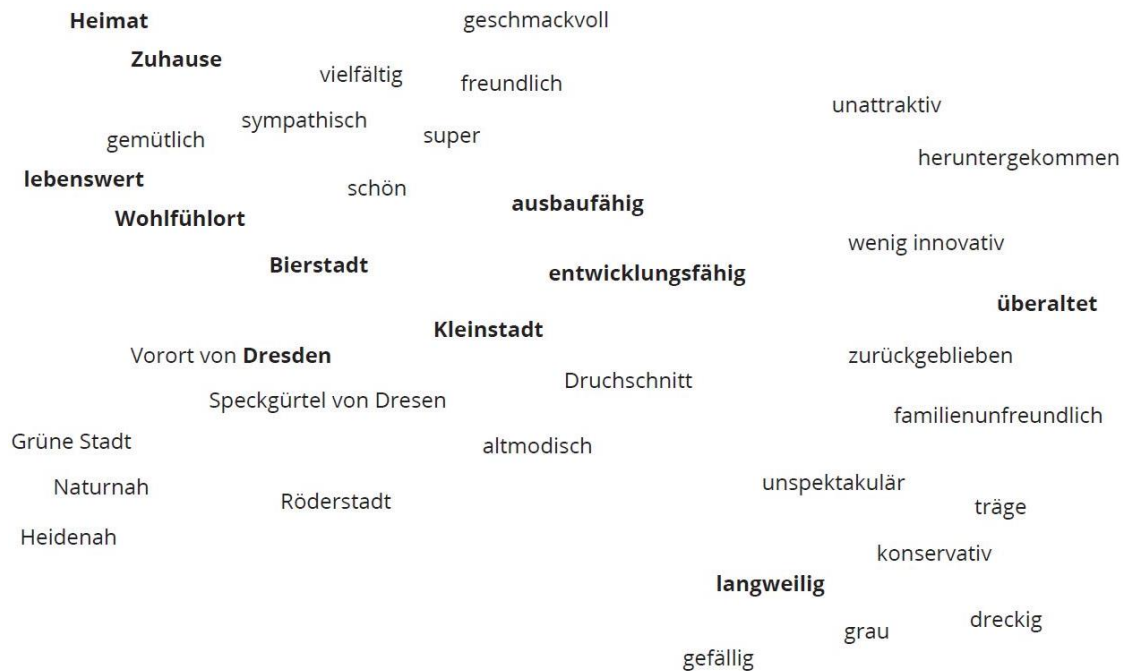 Heimat
geschmackvoll
Zuhause
vielfältig
freundlich
unattraktiv
sympathisch
super
gemütlich
heruntergekommen
lebenswert
schön
ausbaufähig
Wohlfühlort
wenig innovativ
Bierstadt
entwicklungsfähig
überaltet
Kleinstadt
Vorort von Dresden
zurückgeblieben
Druchschnitt
Speckgürtel von Dresen
familienunfreundlich
Grüne Stadt
altmodisch
Naturnah
unspektakulär
Röderstadt
träge
Heidenah
konservativ
langweilig
dreckig
grau
gefällig